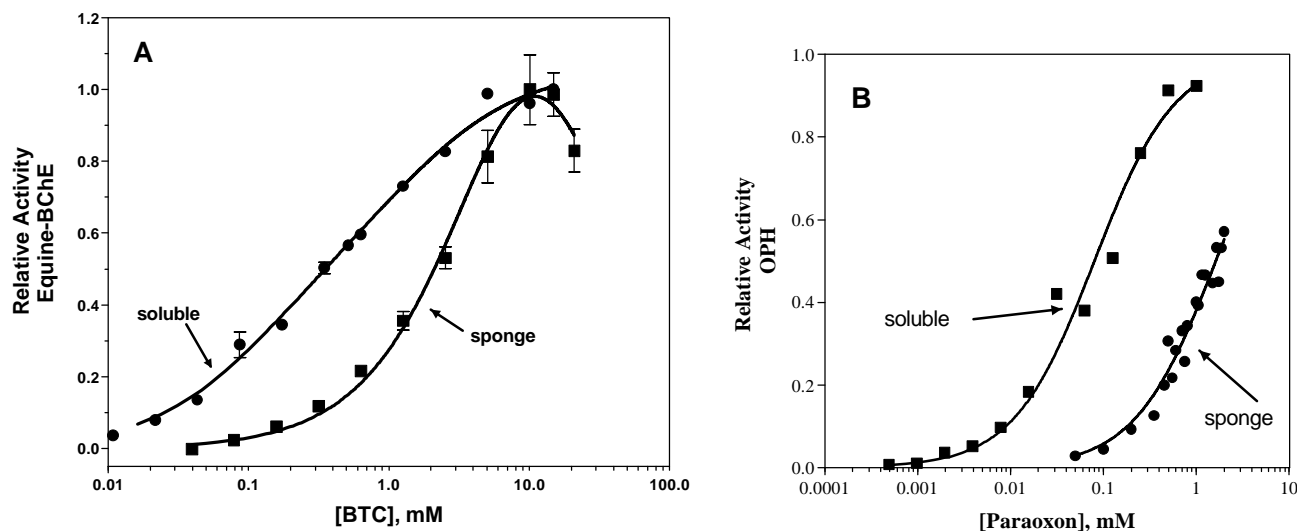 A
Relative Activity
Equine-BChE
1.2
1.0
0.8
0.6
0.4
0.2
0.0
soluble
sponge
0.01
0.1
1.0
10.0
100.0
[BTC], mM
B
Relative Activity
OPH
1.0
0.8
0.6
0.4
0.2
0.0
soluble
sponge
0.0001
0.001
0.01
0.1
1
10
[Paraoxon], mM